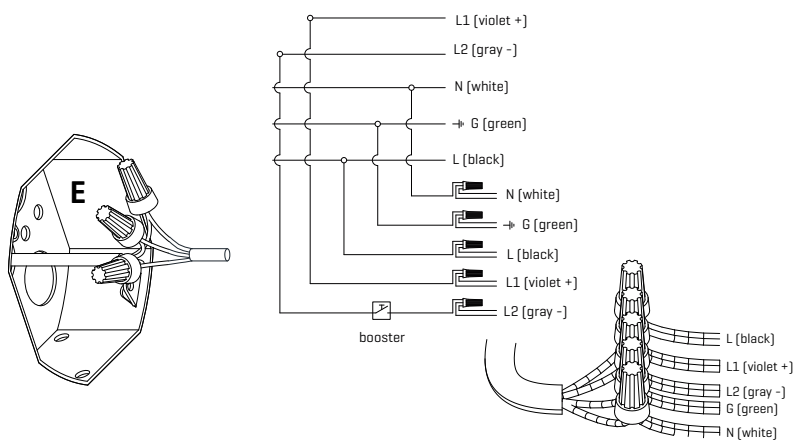 L1 (violet +)
L2 (gray -)
N (white)
G (green)
L (black)
E
N (white)
G (green)
L (black)
L1 (violet +)
L2 (gray -)
booster
L (black)
L1 (violet +)
L2 (gray -)
G (green)
N (white)